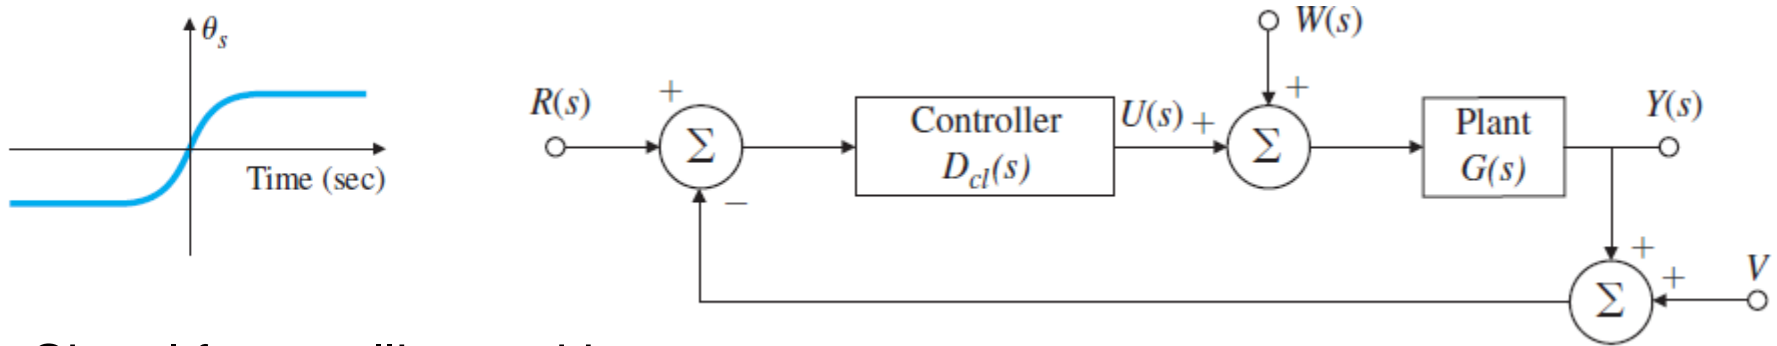 θs
Time (sec)
R(s)
+
Σ
−
Controller
Dcl(s)
U(s) +
W(s)
+
Σ
Plant
G(s)
Y(s)
+
+
V
Σ